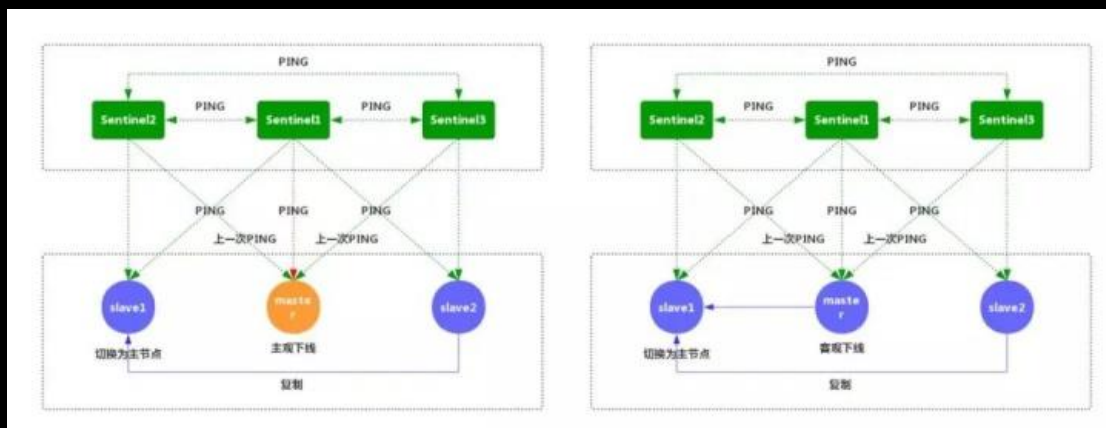 PING
Sentinel2
PING
Sentinel1
PING
Sentinel3
PING
PING
PING
上一次PING
上一次PING
slave1
maste
r
slave2
切换为主节点
主观下线
复制
PING
Sentinel2
PING
Sentinel1
PING
Sentinel3
PING
PING
PING
上一次PING
上一次PING
slave1
maste
r
slave2
切换为主节点
客观下线
复制